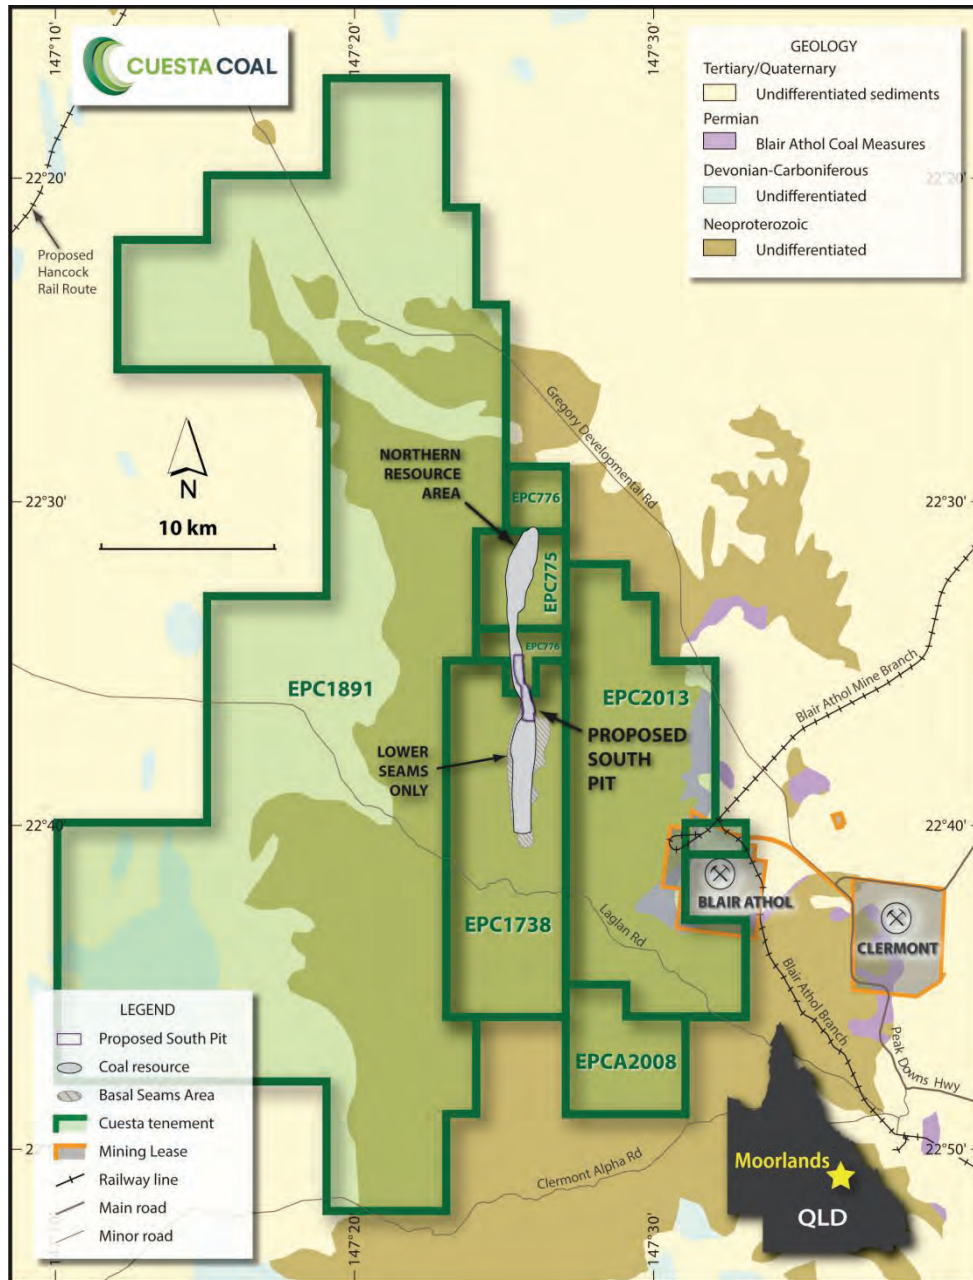 147°10'
147°20'
147°30'
CUESTA COAL
GEOLOGY
Tertiary/Quaternary
Undifferentiated sediments
Permian
Blair Athol Coal Measures
Devonian-Carboniferous
Undifferentiated
Neoproterozoic
Undifferentiated
22°20'
22°20'
Proposed
Hancock
Rail Route
Gregory Developmental Rd
NORTHERN
RESOURCE
AREA
N
10 km
22°30'
22°30'
EPC776
EPC775
EPC776
EPC1891
EPC2013
Blair Athol Mine Branch
PROPOSED
SOUTH
PIT
LOWER
SEAMS
ONLY
22°40'
22°40'
BLAIR ATHOL
CLERMONT
EPC1738
Laglan Rd
Blair Athol Branch
Peak Downs Hwy
EPCA2008
LEGEND
Proposed South Pit
Coal resource
Basal Seams Area
Cuesta tenement
Mining Lease
Railway line
Main road
Minor road
22°50'
Clermont Alpha Rd
Moorlands
QLD
147°20'
147°30'